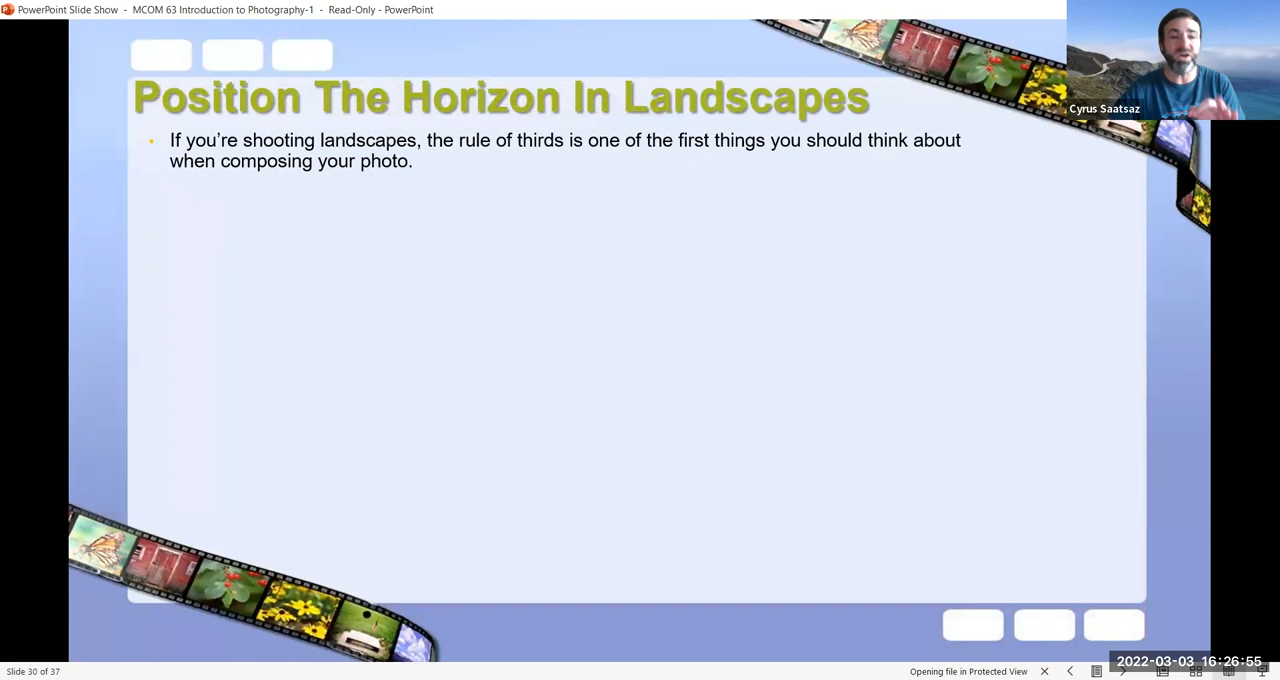 PowerPoint Slide Show - MCOM 63 Introduction to Photography-1 - Read-Only - PowerPoint
Cyrus Saatsaz
Position The Horizon In Landscapes
• If you’re shooting landscapes, the rule of thirds is one of the first things you should think about
when composing your photo.
Slide 30 of 37
Opening file in Protected View
2022-03-03 16:26:55